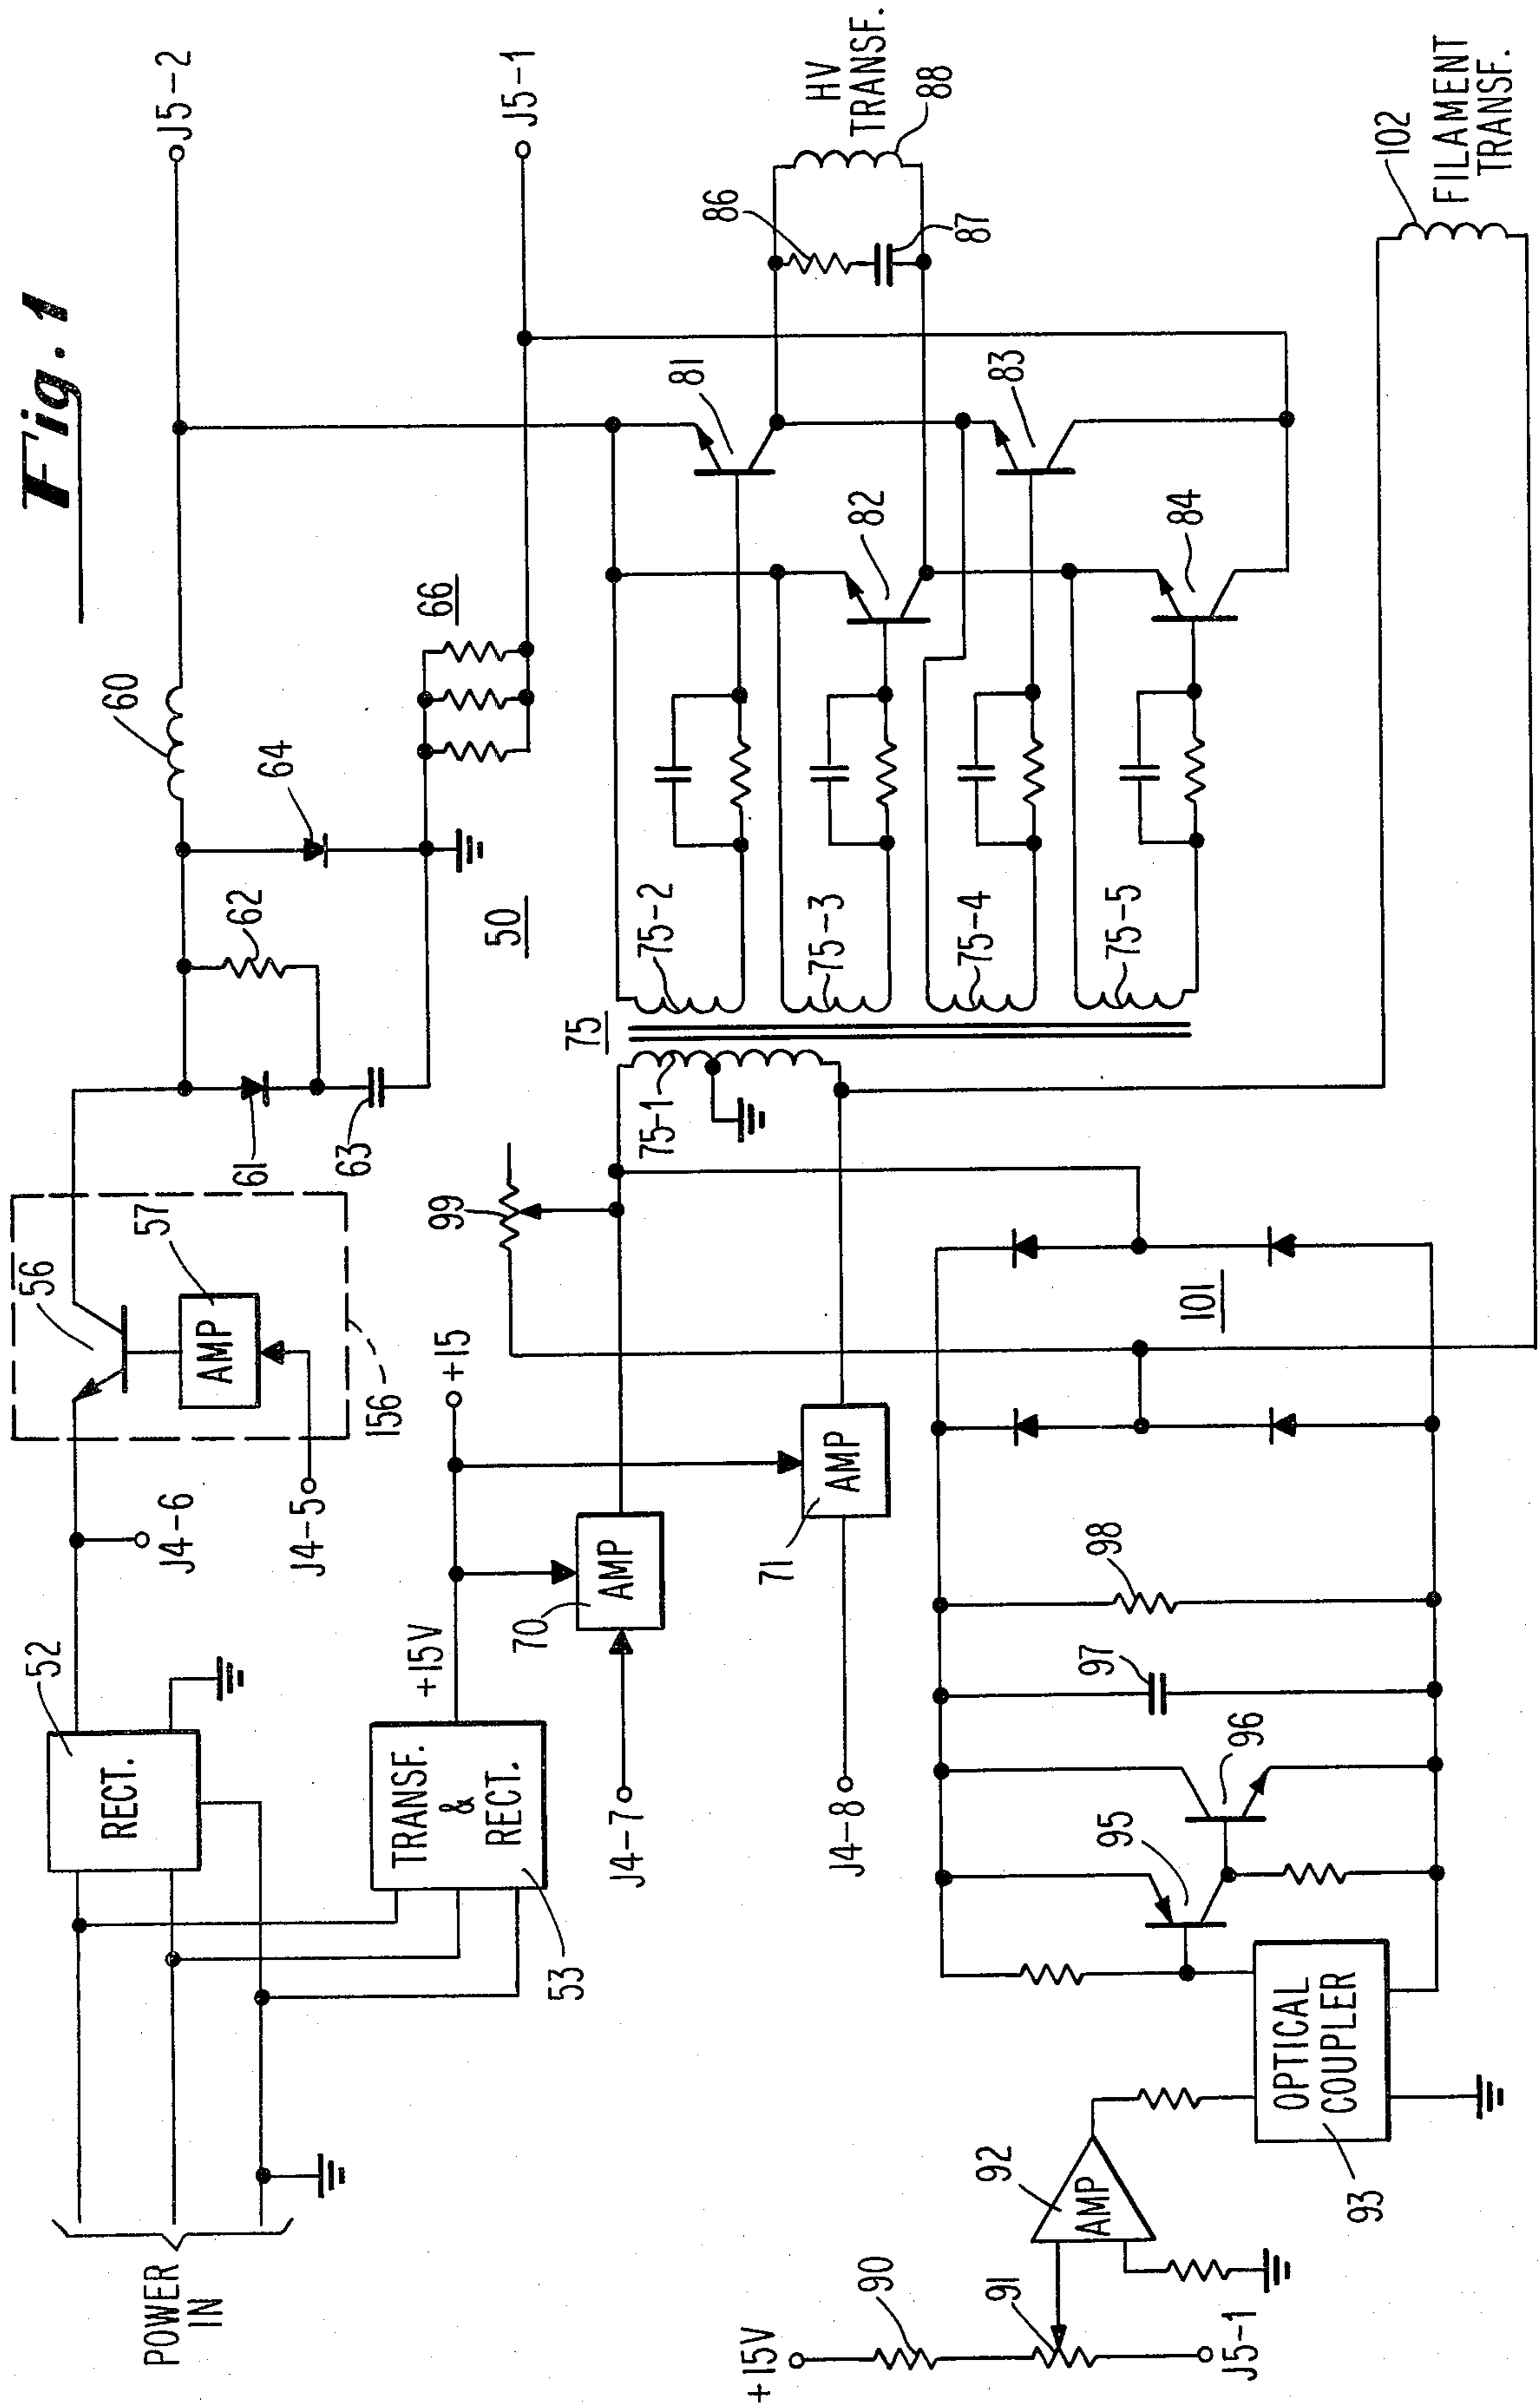 Fig. 1
POWER
IN
52
RECT.
J4-6
J4-5
56
57
AMP
156
61
62
63
64
60
J5-2
50
66
J5-1
TRANSF.
&
RECT.
53
+15V
+15
J4-7
70
AMP
J4-8
71
AMP
99
75
75-1
75-2
75-3
75-4
75-5
81
82
83
84
86
87
HV
TRANSF.
88
+15V
90
91
J5-1
92
AMP
OPTICAL
COUPLER
93
95
96
97
98
101
102
FILAMENT
TRANSF.